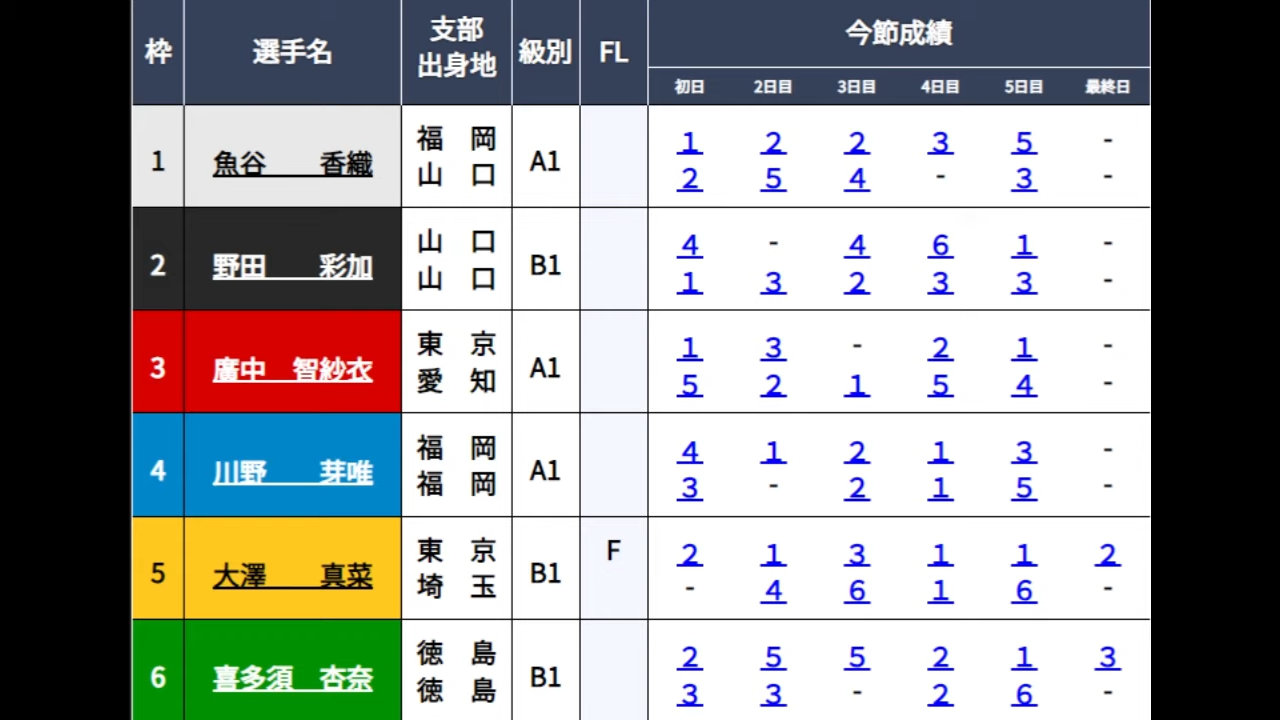 枠 選手名 支部 出身地 級別 FL 今節成績
初日 2日目 3日目 4日目 5日目 最終日
1 魚谷 香織 福岡 A1 1 2 2 3 5 -
山口 2 5 4 - 3 -
2 野田 彩加 山口 B1 4 - 4 6 1 -
山口 1 3 2 3 3 -
3 廣中 智紗衣 東京 A1 1 3 - 2 1 -
愛知 5 2 1 5 4 -
4 川野 芽唯 福岡 A1 4 1 2 1 3 -
福岡 3 - 2 1 5 -
5 大澤 真菜 東京 B1 F 2 1 3 1 1 2
埼玉 - 4 6 1 6 -
6 喜多須 杏奈 徳島 B1 2 5 5 2 1 3
徳島 3 3 - 2 6 -